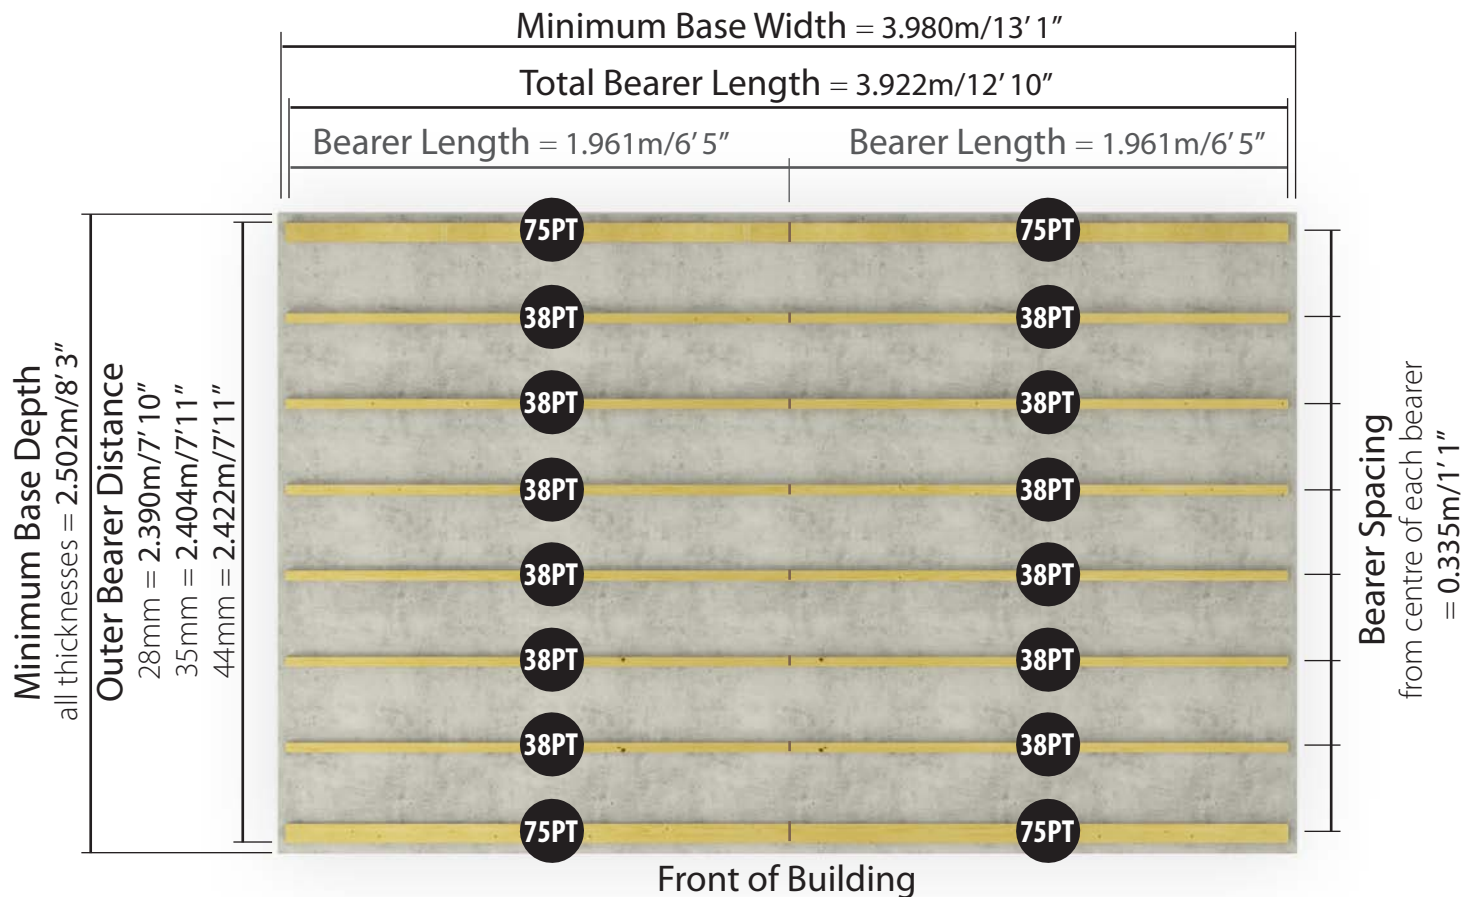 Minimum Base Width = 3.980m/13’ 1”
Total Bearer Length = 3.922m/12’ 10”
Bearer Length = 1.961m/6’ 5”
Bearer Length = 1.961m/6’ 5”
Minimum Base Depth
all thicknesses = 2.502m/8’ 3”
Outer Bearer Distance
28mm = 2.390m/7’ 10”
35mm = 2.404m/7’ 11”
44mm = 2.422m/7’ 11”
75PT
75PT
38PT
38PT
38PT
38PT
38PT
38PT
38PT
38PT
38PT
38PT
38PT
38PT
75PT
75PT
Bearer Spacing
from centre of each bearer
= 0.335m/1’ 1”
Front of Building